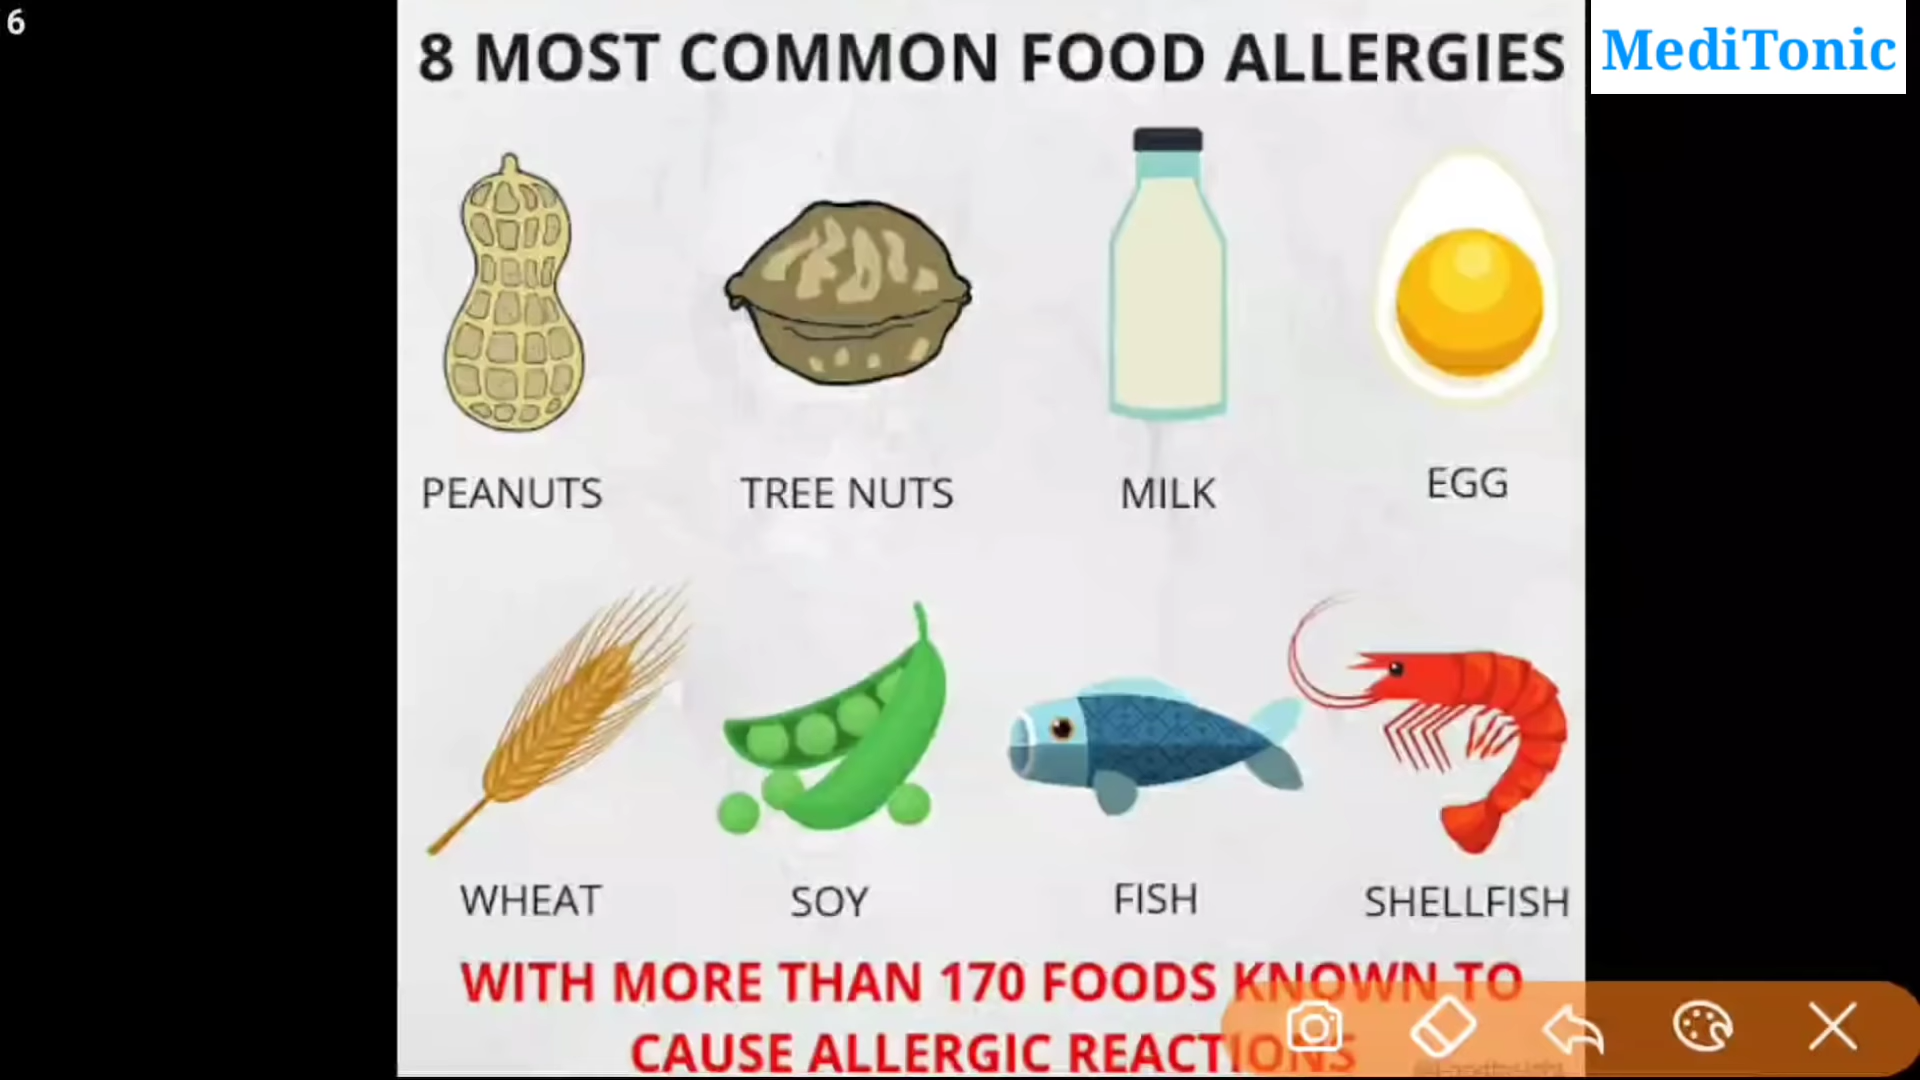 6
8 MOST COMMON FOOD ALLERGIES
MediTonic
PEANUTS
TREE NUTS
MILK
EGG
WHEAT
SOY
FISH
SHELLFISH
WITH MORE THAN 170 FOODS KNOWN TO
CAUSE ALLERGIC REACTIONS